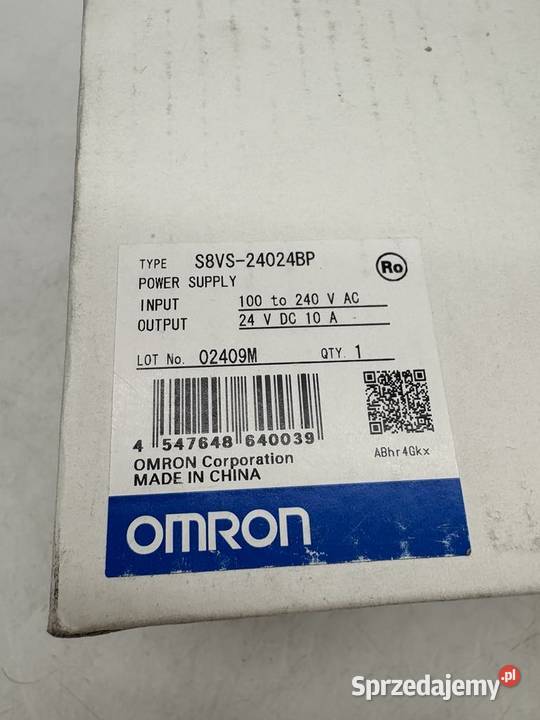 TYPE S8VS-24024BP
Ro
POWER SUPPLY
INPUT 100 to 240 V AC
OUTPUT 24 V DC 10 A
LOT No. 02409M QTY. 1
4 547648 640039
ABhr4Gkx
OMRON Corporation
MADE IN CHINA
OMRON
Sprzedajemy.pl